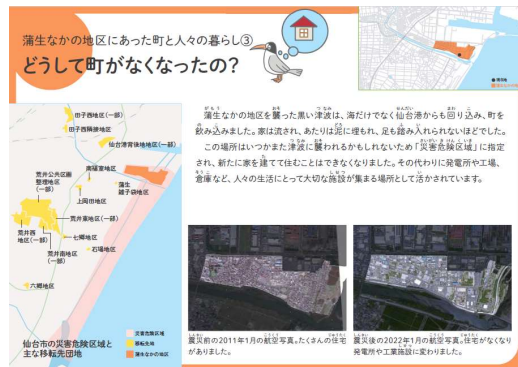 蒲生なかの地区にあった町と人々の暮らし③
どうして町がなくなったの？
蒲生なかの地区を襲った黒い津波は、海だけでなく仙台港からも回り込み、町を
飲み込みました。家は流され、あたりは泥に埋もれ、足も踏み入れられないほどでした。
この場所はいつかまた津波に襲われるかもしれないため「災害危険区域」に指定
され、新たに家を建てて住むことはできなくなりました。その代わりに発電所や工場、
倉庫など、人々の生活にとって大切な施設が集まる場所として活かされています。
田子西地区(一部)
田子西隣接地区
仙台港背後地地区(一部)
南福室地区
蒲生
雑子袋地区
荒井公共区画
整理地区
(一部)
上岡田地区
荒井東地区(一部)
荒井西
地区(一部)
七郷地区
荒井南地区
(一部)
石場地区
六郷地区
仙台市の災害危険区域と
主な移転先団地
災害危険区域
移転先地
蒲生なかの地区
震災前の2011年1月の航空写真。たくさんの住宅
がありました。
震災後の2022年1月の航空写真。住宅がなくなり
発電所や工業施設に変わりました。